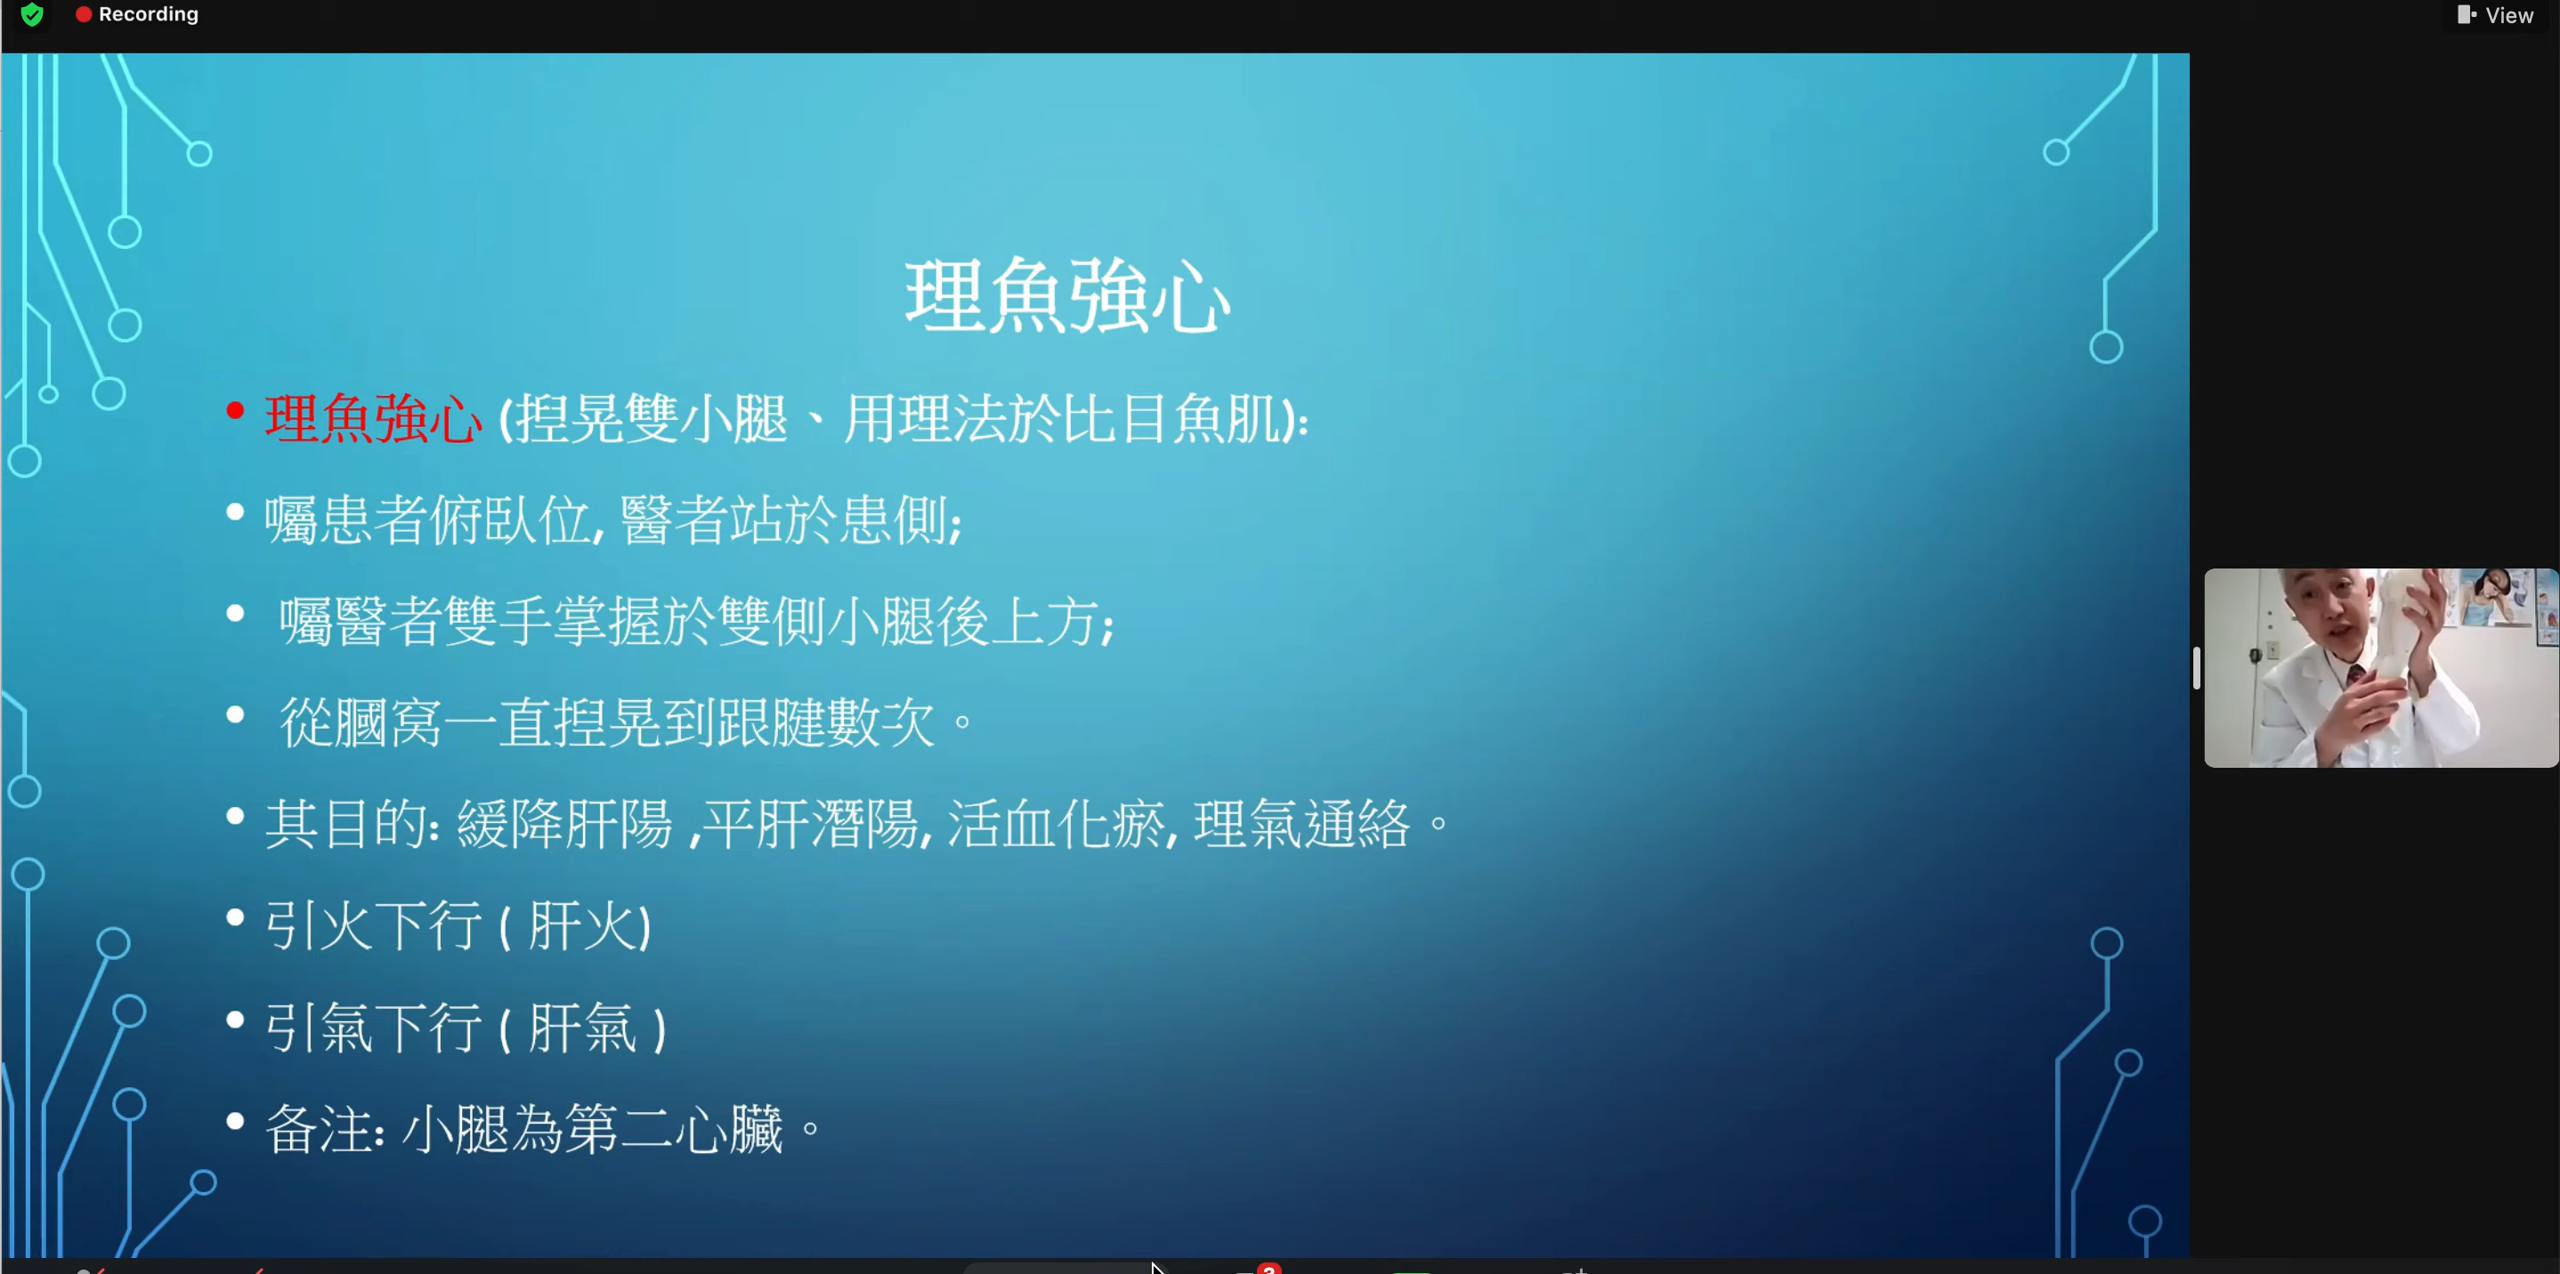 Recording
View
理魚強心
• 理魚強心 (揑晃雙小腿、用理法於比目魚肌):
• 囑患者俯臥位, 醫者站於患側;
• 囑醫者雙手掌握於雙側小腿後上方;
• 從膕窝一直揑晃到跟腱數次。
• 其目的: 緩降肝陽 ,平肝潛陽, 活血化瘀, 理氣通絡。
• 引火下行 ( 肝火)
• 引氣下行 ( 肝氣 )
• 备注: 小腿為第二心臟。